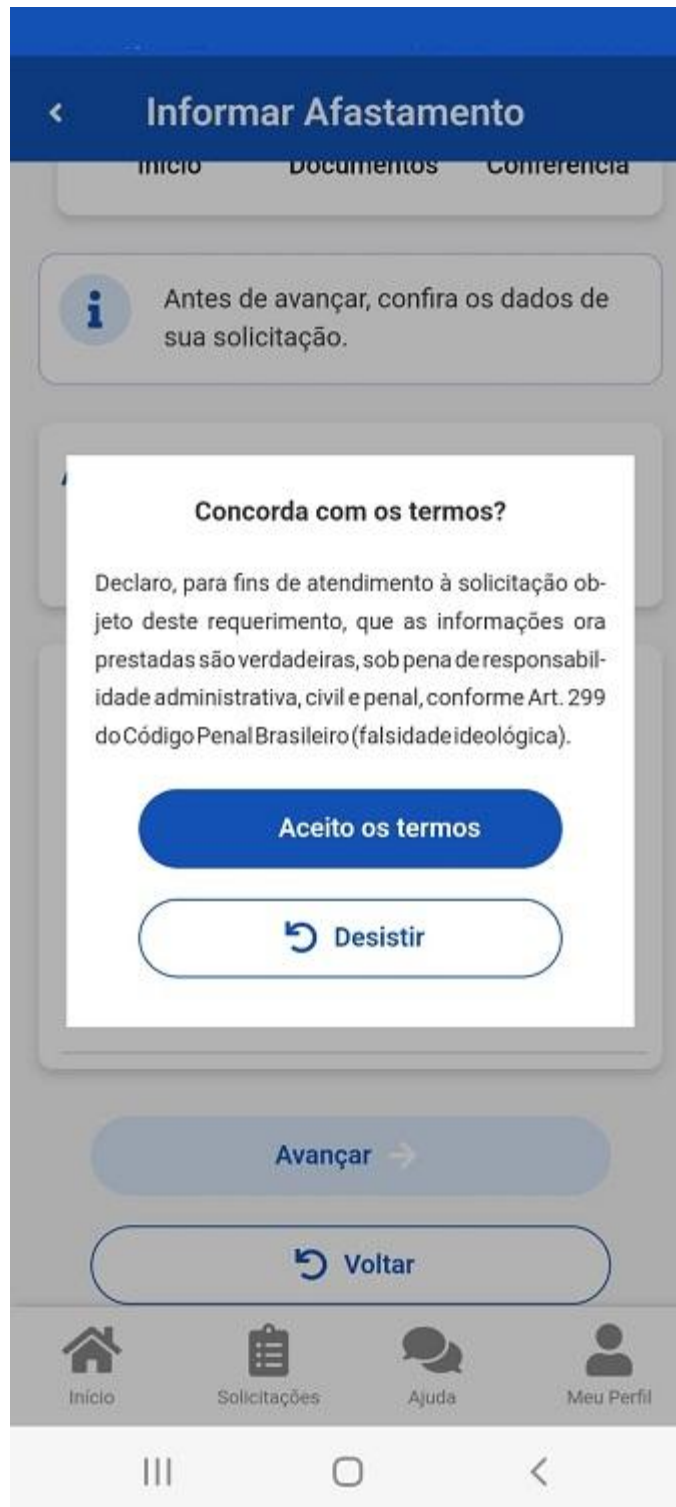 Informar Afastamento
Início Documentos Conferência
Antes de avançar, confira os dados de
sua solicitação.
Concorda com os termos?
Declaro, para fins de atendimento à solicitação ob-
jeto deste requerimento, que as informações ora
prestadas são verdadeiras, sob pena de responsabil-
idade administrativa, civil e penal, conforme Art. 299
do Código Penal Brasileiro (falsidade ideológica).
Aceito os termos
Desistir
Avançar
Voltar
Início Solicitações Ajuda Meu Perfil